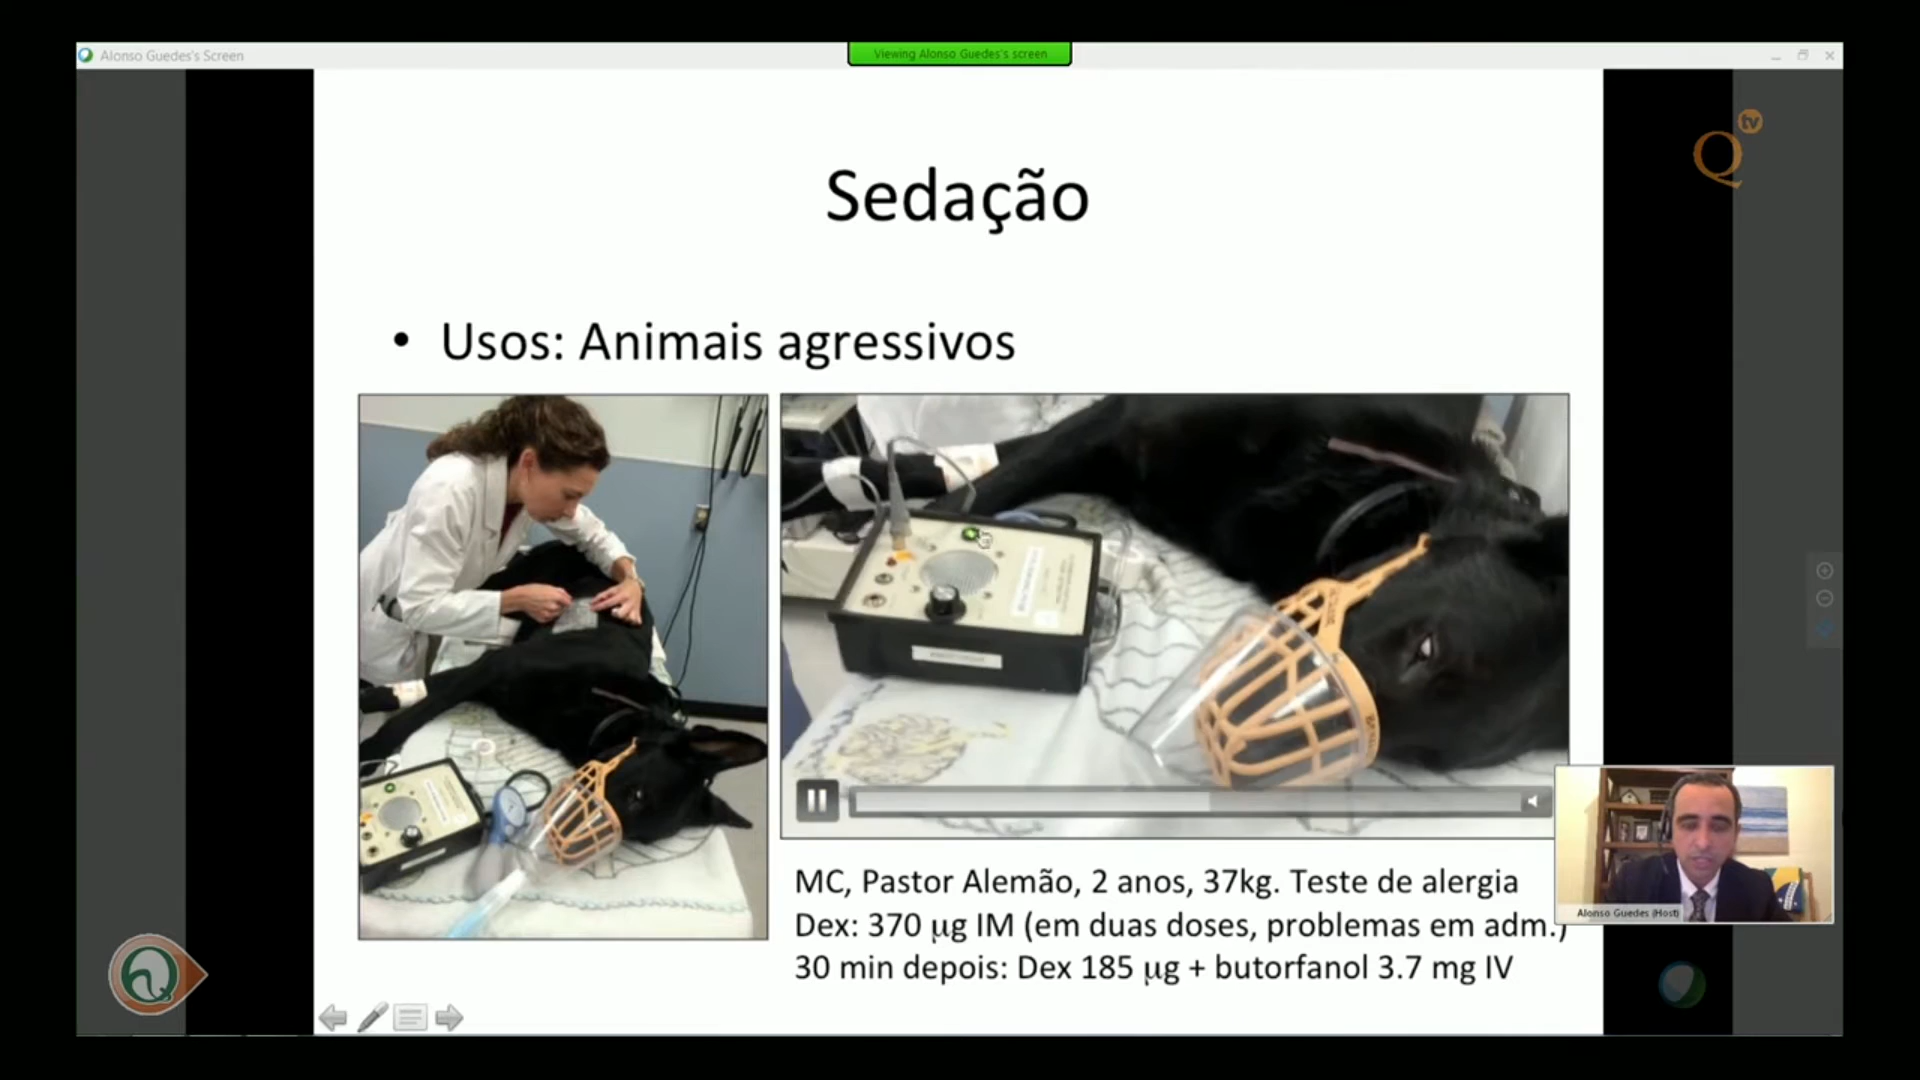 Alonso Guedes's Screen
Viewing Alonso Guedes's screen
Q tv
Sedação
• Usos: Animais agressivos
MC, Pastor Alemão, 2 anos, 37kg. Teste de alergia
Dex: 370 µg IM (em duas doses, problemas em adm.)
30 min depois: Dex 185 µg + butorfanol 3.7 mg IV
Alonso Guedes (Host)